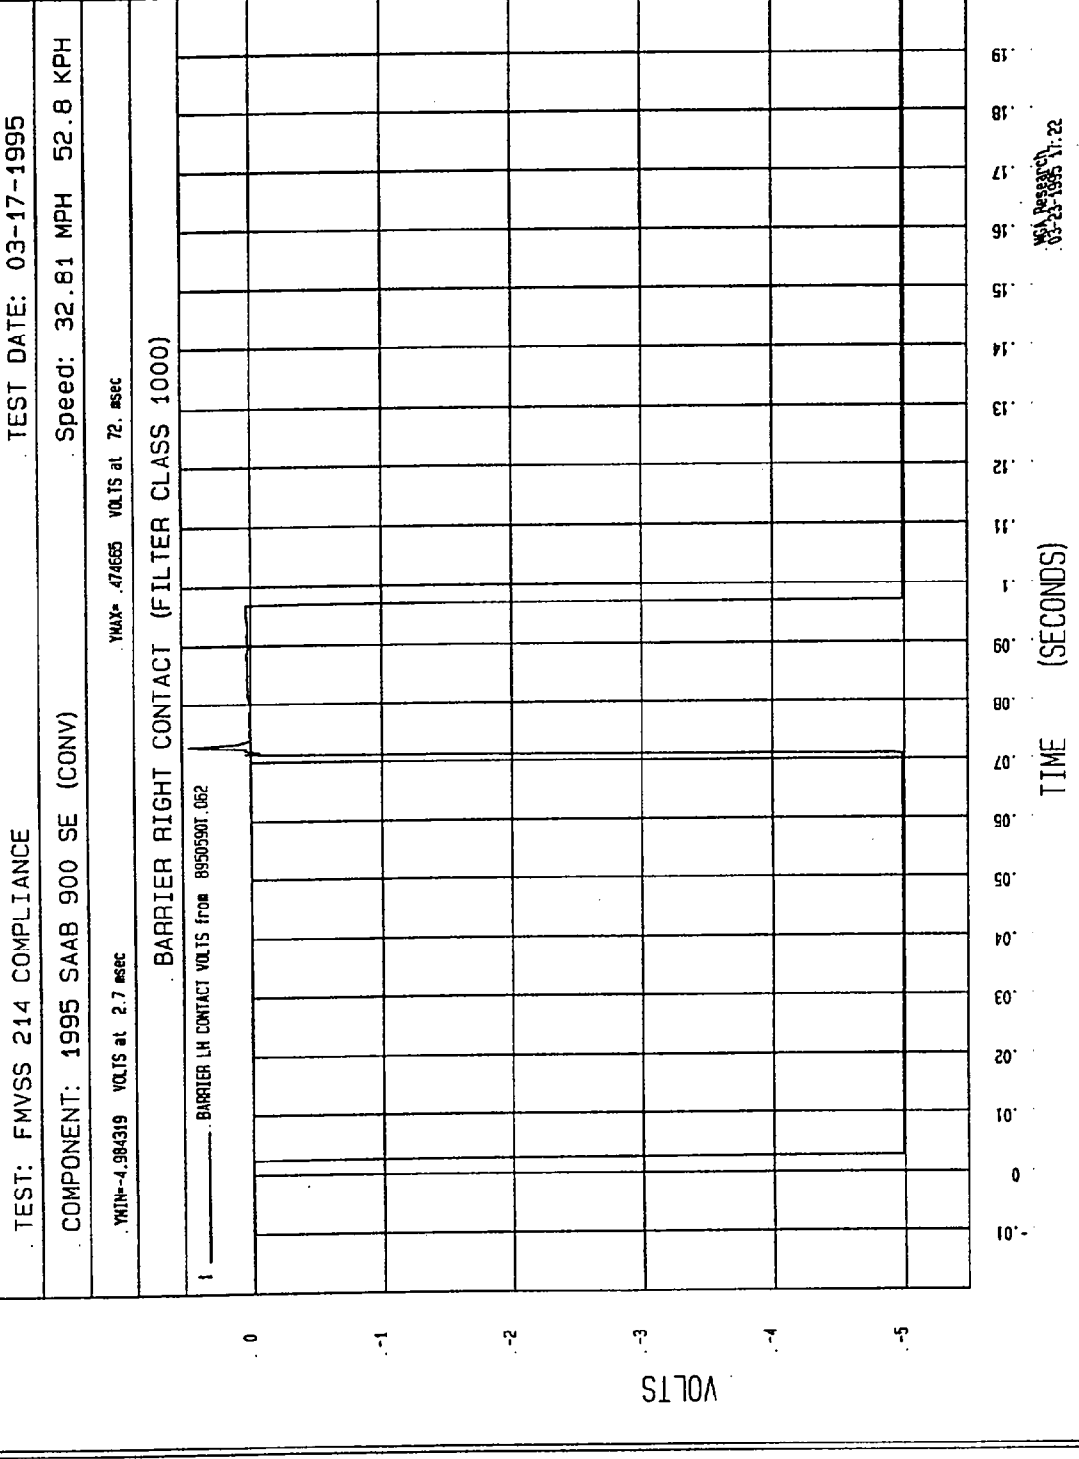 TEST: FMVSS 214 COMPLIANCE
TEST DATE: 03-17-1995
COMPONENT: 1995 SAAB 900 SE (CONV)
Speed: 32.81 MPH 52.8 KPH
YMIN=-4.984319 VOLTS at 2.7 msec
YMAX= .474665 VOLTS at 72. msec
BARRIER RIGHT CONTACT (FILTER CLASS 1000)
1 BARRIER LH CONTACT VOLTS from 8950590T.062
0
-1
-2
-3
-4
-5
VOLTS
-.01
0
.01
.02
.03
.04
.05
.06
.07
.08
.09
.1
.11
.12
.13
.14
.15
.16
.17
.18
.19
TIME (SECONDS)
MGA Research
03-23-1995 17:22